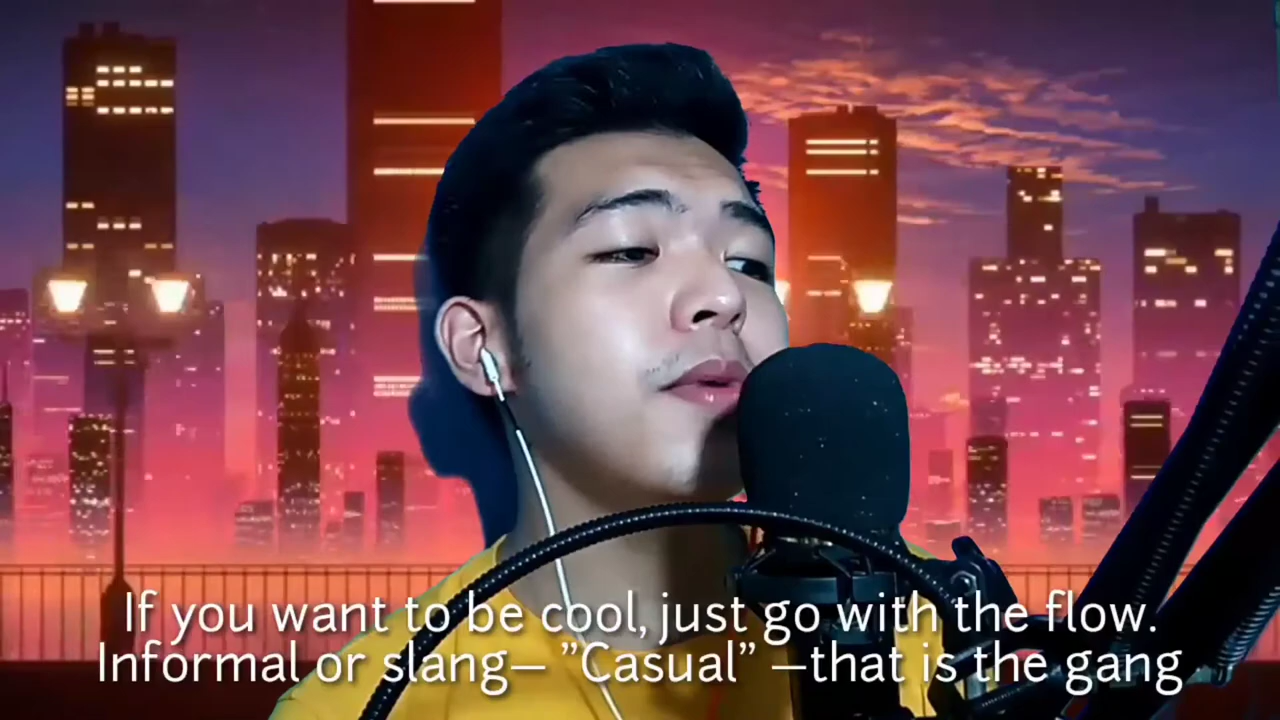 If you want to be cool, just go with the flow.
Informal or slang– ”Casual” –that is the gang